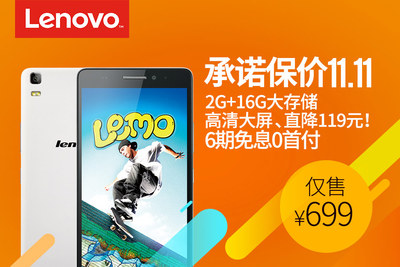 Lenovo
承诺保价11.11
2G+16G大存储
高清大屏、直降119元!
6期免息0首付
仅售
¥699
Lemo
len